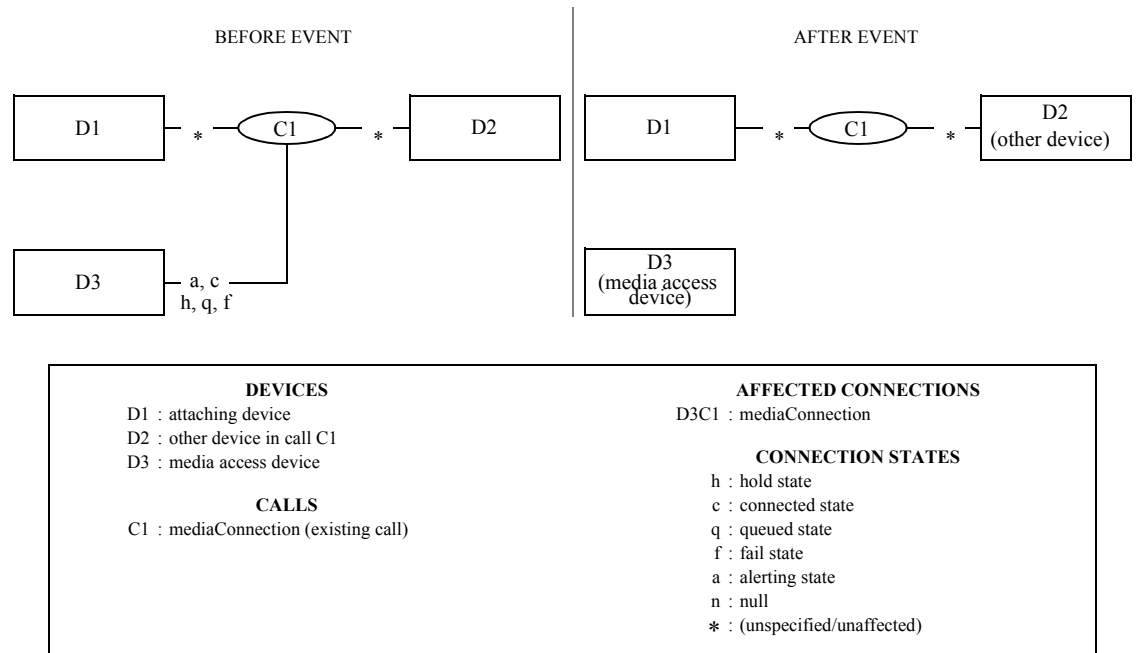 BEFORE EVENT
AFTER EVENT
D1
*
C1
*
D2
D3
a, c
h, q, f
D1
*
C1
*
D2
(other device)
D3
(media access
device)
DEVICES
D1 : attaching device
D2 : other device in call C1
D3 : media access device
CALLS
C1 : mediaConnection (existing call)
AFFECTED CONNECTIONS
D3C1 : mediaConnection
CONNECTION STATES
h : hold state
c : connected state
q : queued state
f : fail state
a : alerting state
n : null
* : (unspecified/unaffected)